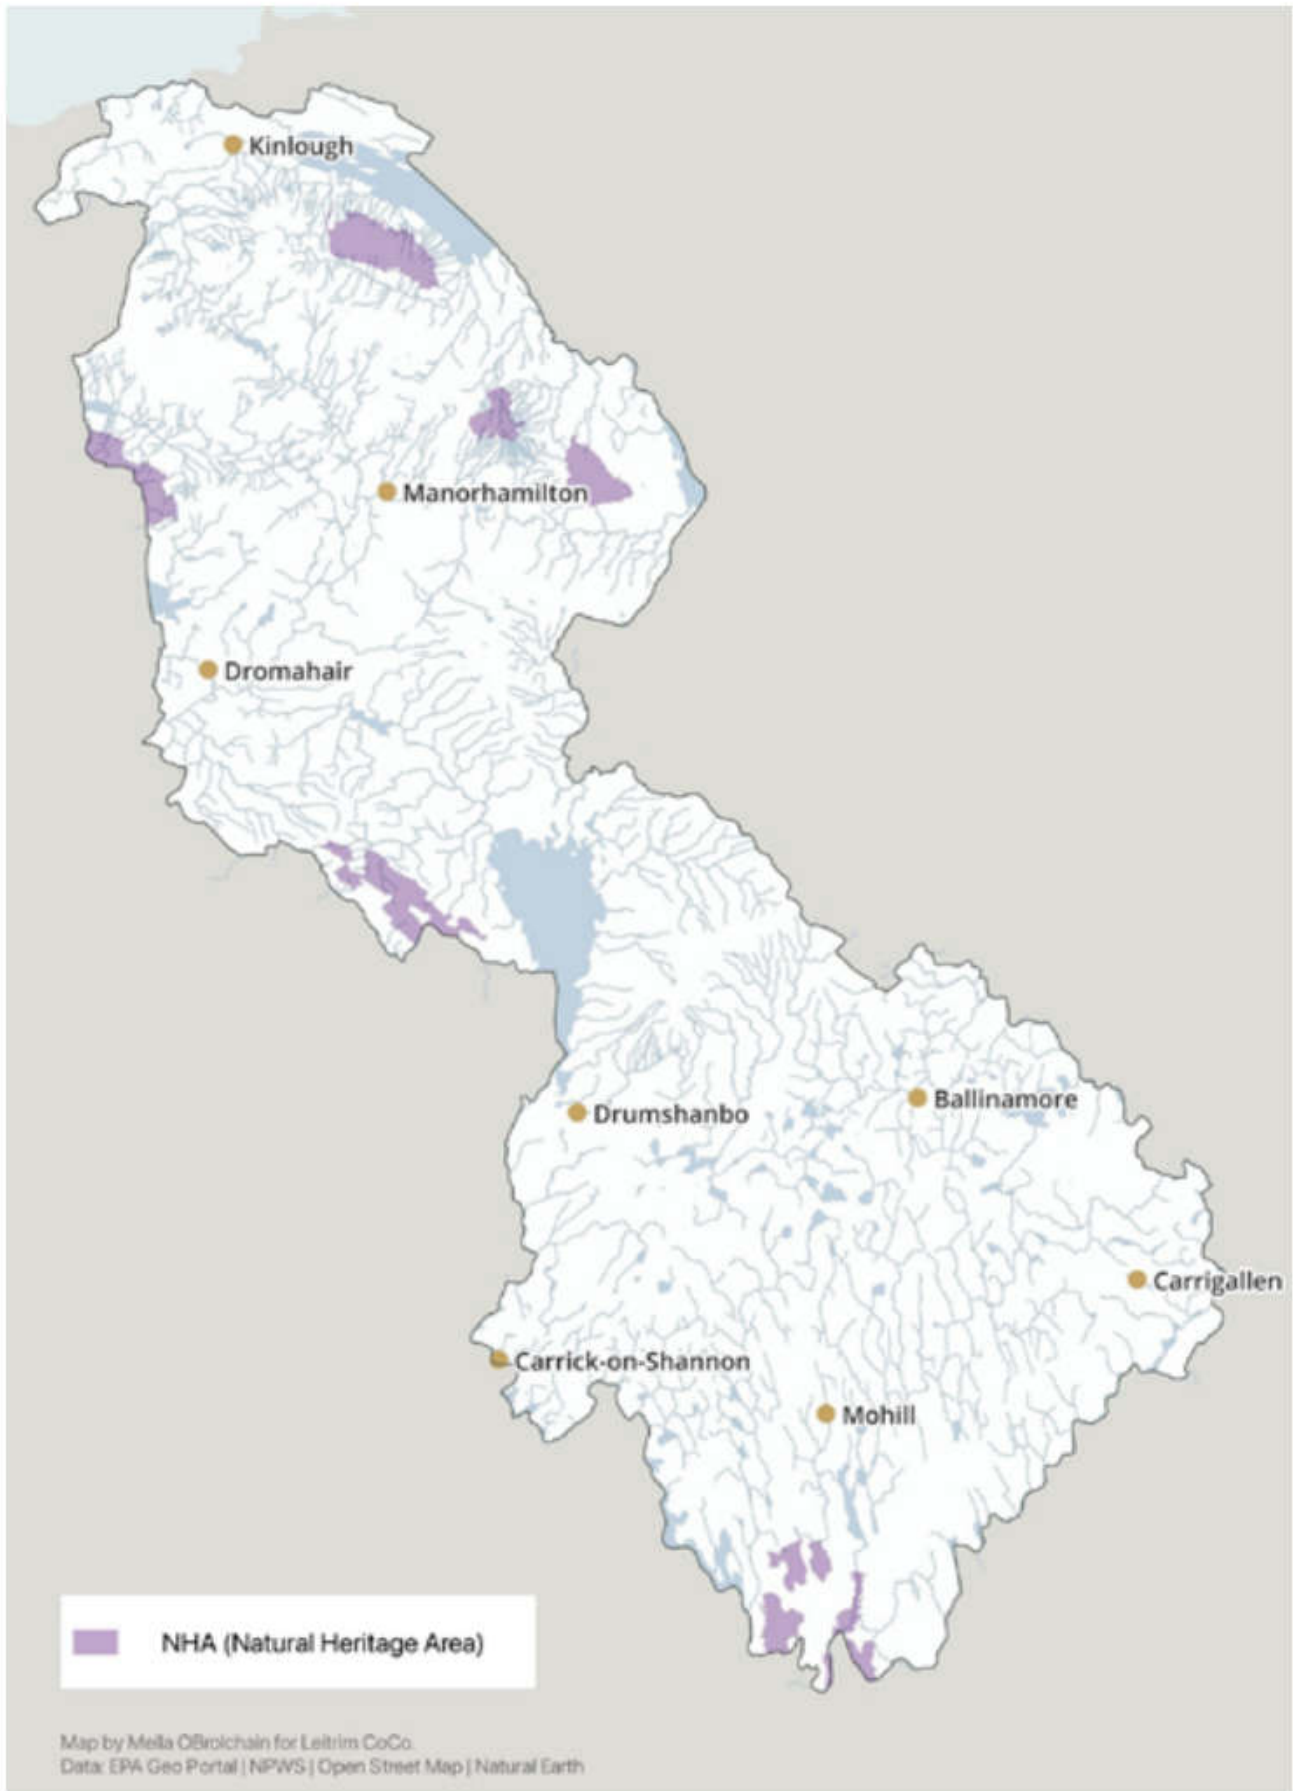 Kinlough
Manorhamilton
Dromahair
Drumshanbo
Ballinamore
Carrigallen
Carrick-on-Shannon
Mohill
NHA (Natural Heritage Area)
Map by Mella OBrolchain for Leitrim CoCo.
Data: EPA Geo Portal | NPWS | Open Street Map | Natural Earth